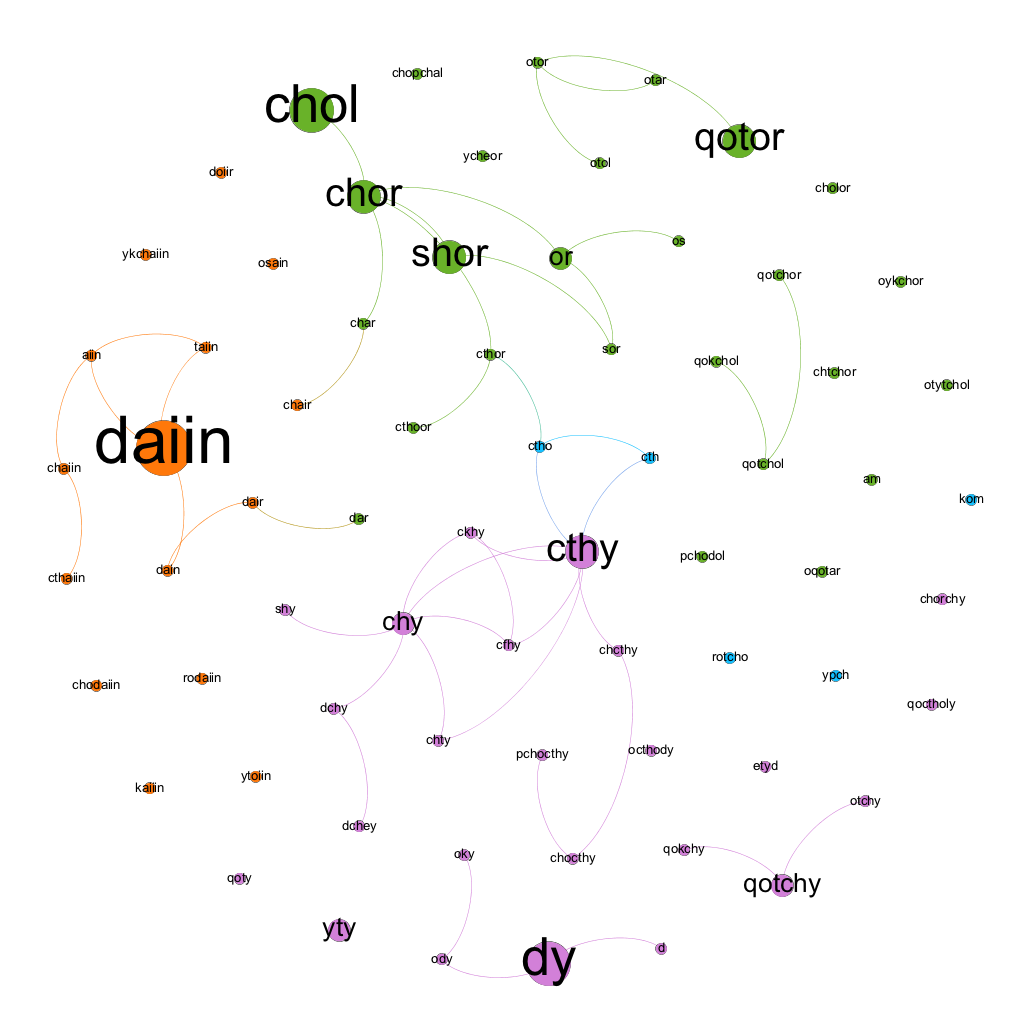 otor
chopchal
otar
chol
qotor
ycheor
otol
doiir
cholor
chor
os
shor
or
ykchaiin
osain
qotchor
oykchor
char
taiin
sor
aiin
cthor
qokchol
chtchor
otytchol
chair
cthoor
daiin
ctho
cth
qotchol
chaiin
am
kom
dair
dar
ckhy
cthy
pchodol
dain
oqotar
cthaiin
chorchy
shy
chy
cfhy
chcthy
rotcho
ypch
rodaiin
chodaiin
qoctholy
dchy
chty
octhody
pchocthy
etyd
ytoiin
kaiiin
otchy
dchey
qokchy
oky
chocthy
qoty
qotchy
yty
d
ody
dy